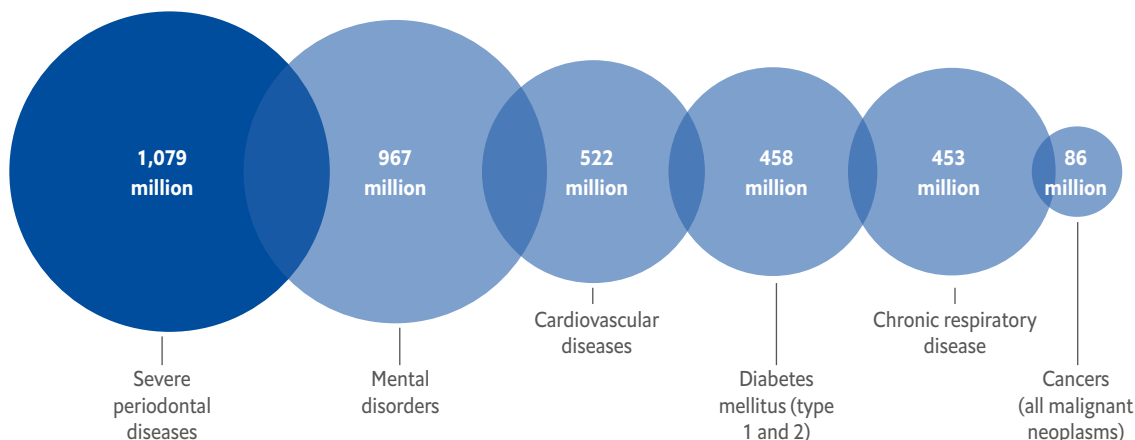 1,079
million
967
million
522
million
458
million
453
million
86
million
Severe
periodontal
diseases
Mental
disorders
Cardiovascular
diseases
Diabetes
mellitus (type
1 and 2)
Chronic respiratory
disease
Cancers
(all malignant
neoplasms)